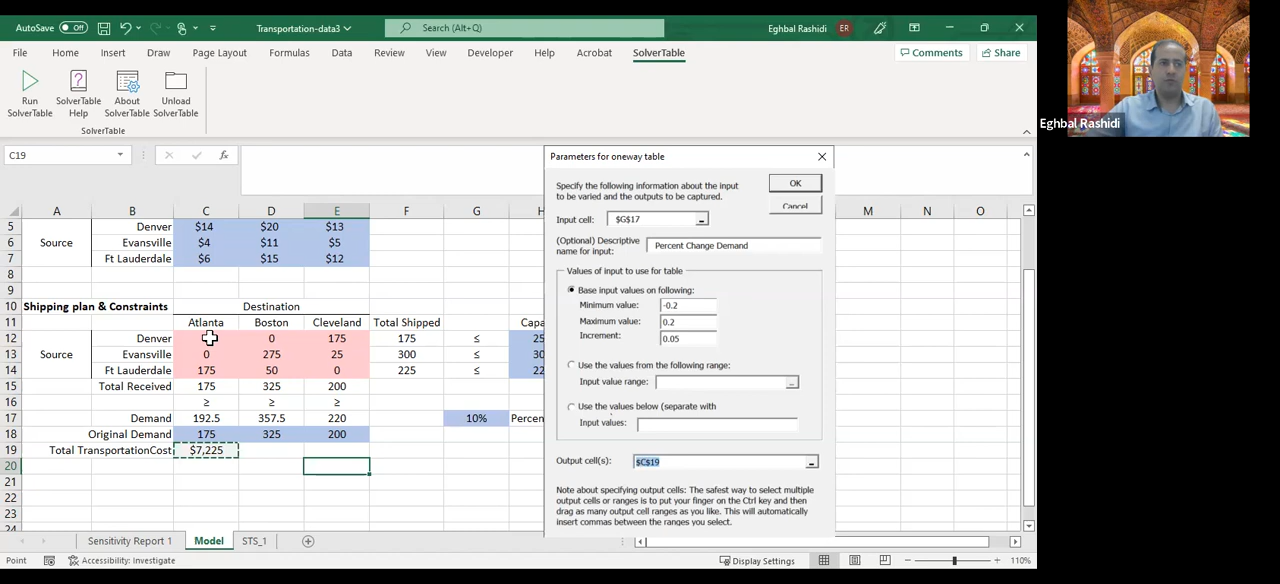 AutoSave Off Transportation-data3 Search (Alt+Q) Eghbal Rashidi ER
File Home Insert Draw Page Layout Formulas Data Review View Developer Help Acrobat SolverTable Comments Share
Run SolverTable SolverTable Help About SolverTable Unload SolverTable
SolverTable
Eghbal Rashidi
C19 fx
A B C D E F G H M N O
5 Denver $14 $20 $13
6 Source Evansville $4 $11 $5
7 Ft Lauderdale $6 $15 $12
8
9
10 Shipping plan & Constraints Destination
11 Atlanta Boston Cleveland Total Shipped Capa
12 Denver 0 175 175 ≤ 25
13 Source Evansville 0 275 25 300 ≤ 30
14 Ft Lauderdale 175 50 0 225 ≤ 22
15 Total Received 175 325 200
16 ≥ ≥ ≥
17 Demand 192.5 357.5 220 10% Percen
18 Original Demand 175 325 200
19 Total TransportationCost $7,225
20
21
22
23
24
Parameters for oneway table
Specify the following information about the input
to be varied and the outputs to be captured.
OK
Cancel
Input cell: $G$17
(Optional) Descriptive
name for input: Percent Change Demand
Values of input to use for table
Base input values on following:
Minimum value: -0.2
Maximum value: 0.2
Increment: 0.05
Use the values from the following range:
Input value range:
Use the values below (separate with
Input values:
Output cell(s): $C$19
Note about specifying output cells: The safest way to select multiple
output cells or ranges is to put your finger on the Ctrl key and then
drag as many output cell ranges as you like. This will automatically
insert commas between the ranges you select.
Sensitivity Report 1 Model STS_1
Point Accessibility: Investigate Display Settings 110%